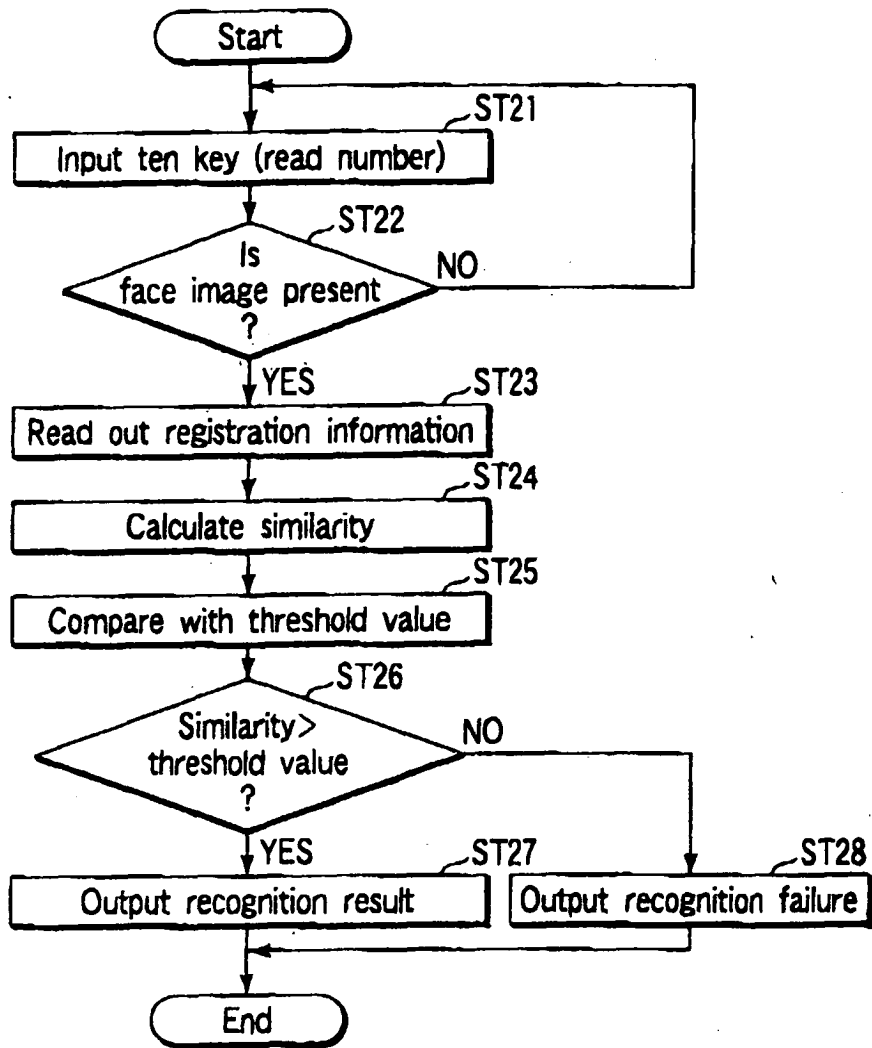 Start
ST21
Input ten key (read number)
ST22
Is
face image present
?
NO
YES
ST23
Read out registration information
ST24
Calculate similarity
ST25
Compare with threshold value
ST26
Similarity>
threshold value
?
NO
YES
ST27
Output recognition result
ST28
Output recognition failure
End